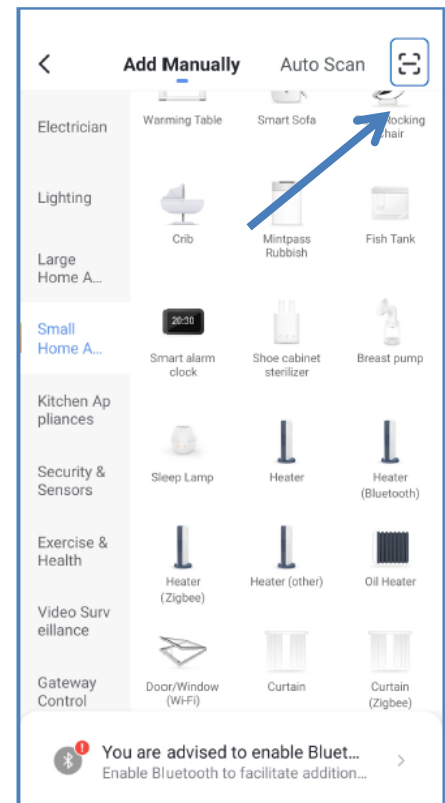 Add Manually Auto Scan
Electrician
Lighting
Large
Home A...
Small
Home A...
Kitchen Ap
pliances
Security &
Sensors
Exercise &
Health
Video Surv
eillance
Gateway
Control
Warming Table Smart Sofa Rocking
Chair
Crib Mintpass Fish Tank
Rubbish
20:30
Smart alarm Shoe cabinet Breast pump
clock sterilizer
Sleep Lamp Heater Heater
(Bluetooth)
Heater Heater (other) Oil Heater
(Zigbee)
Door/Window Curtain Curtain
(Wi-Fi) (Zigbee)
You are advised to enable Bluet...
Enable Bluetooth to facilitate addition...